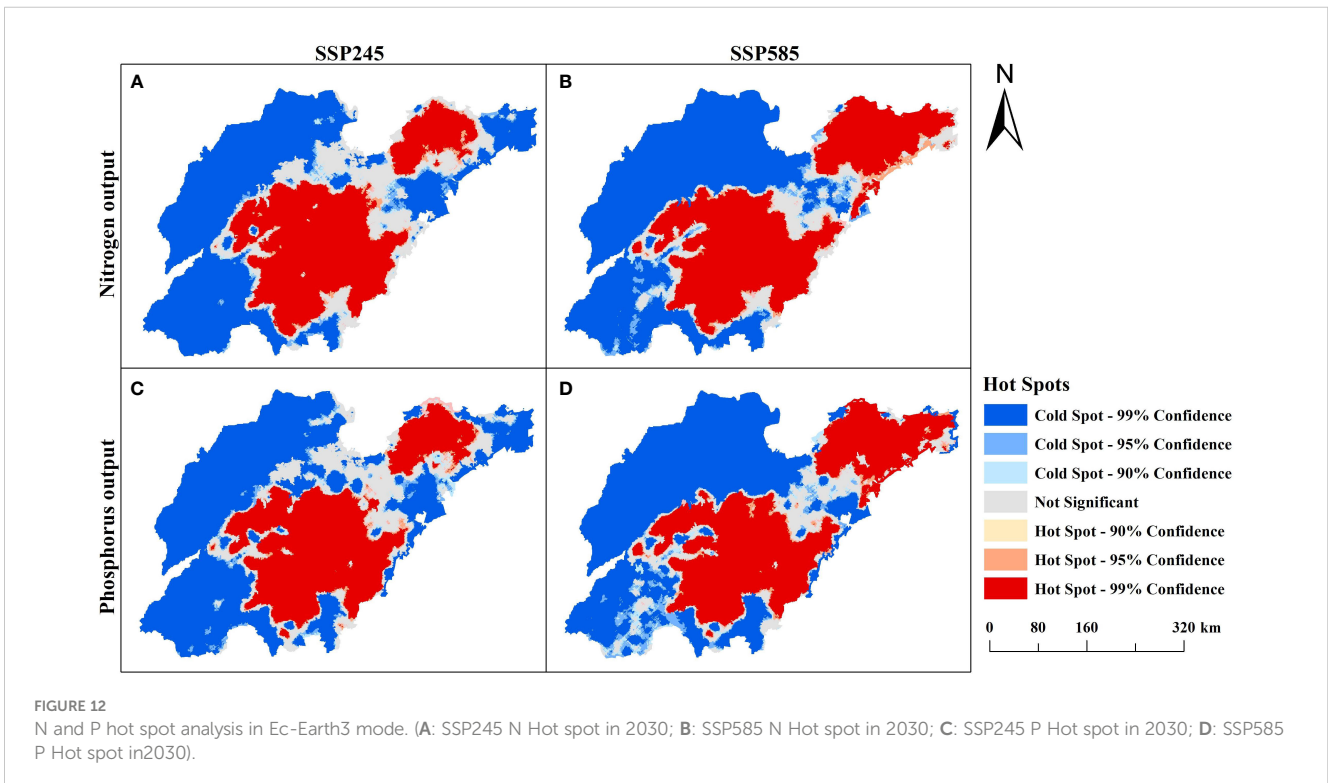 SSP245
SSP585
N
A
B
Nitrogen output
C
D
Phosphorus output
Hot Spots
Cold Spot - 99% Confidence
Cold Spot - 95% Confidence
Cold Spot - 90% Confidence
Not Significant
Hot Spot - 90% Confidence
Hot Spot - 95% Confidence
Hot Spot - 99% Confidence
0 80 160 320 km
FIGURE 12
N and P hot spot analysis in Ec-Earth3 mode. (A: SSP245 N Hot spot in 2030; B: SSP585 N Hot spot in 2030; C: SSP245 P Hot spot in 2030; D: SSP585
P Hot spot in2030).